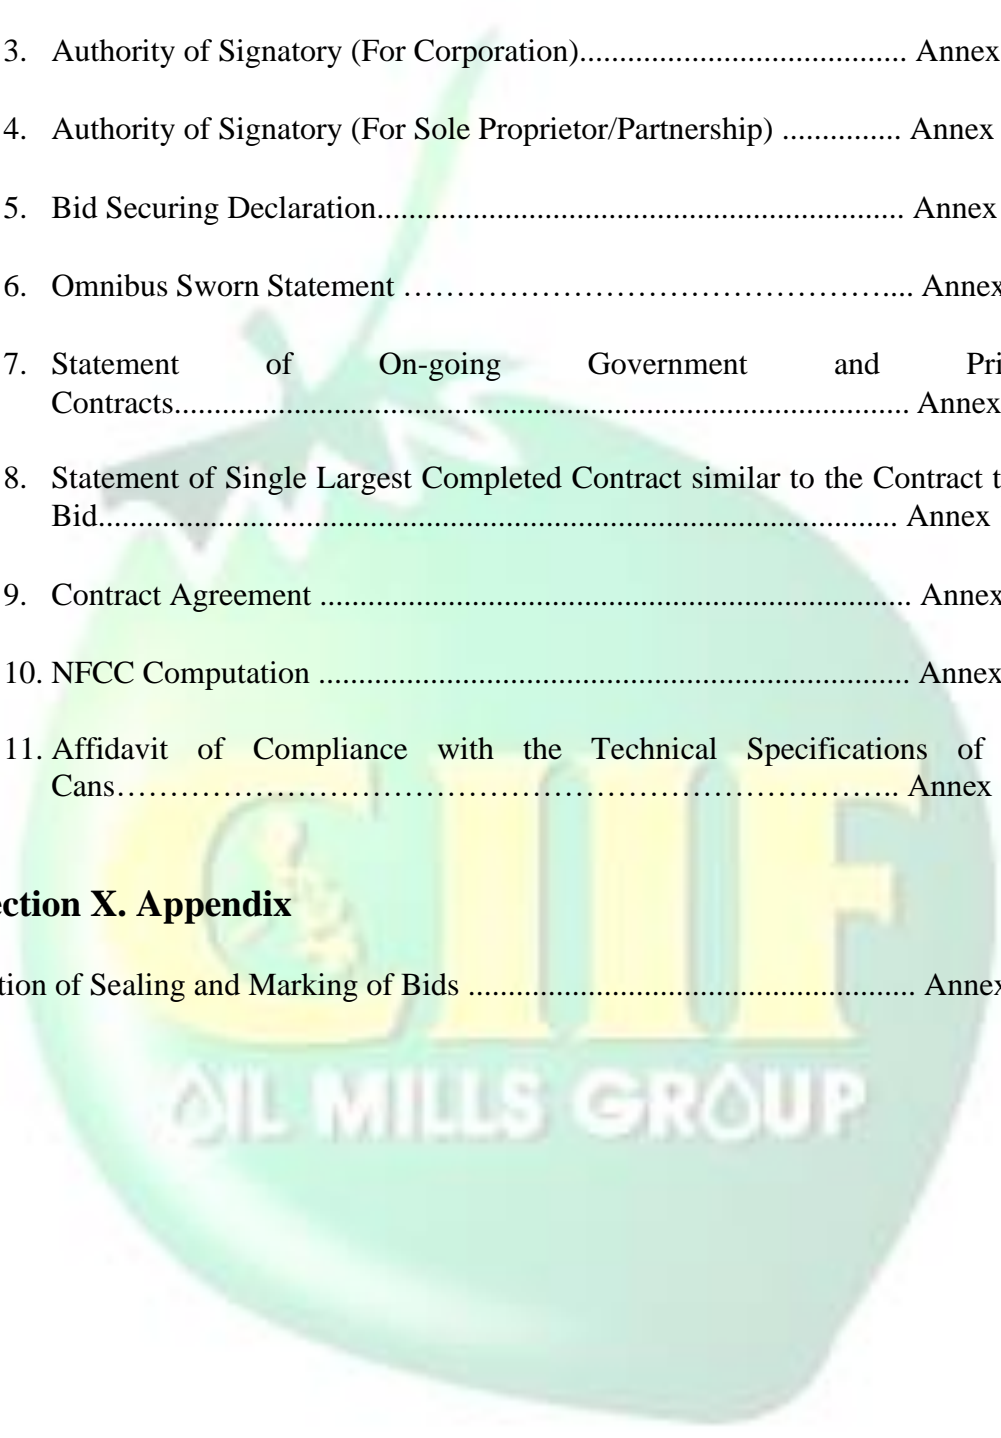 3. Authority of Signatory (For Corporation)......................................... Annex
4. Authority of Signatory (For Sole Proprietor/Partnership) ............... Annex
5. Bid Securing Declaration.................................................................. Annex
6. Omnibus Sworn Statement …………………………………………... Annex
7. Statement of On-going Government and
Contracts............................................................................................ Annex
8. Statement of Single Largest Completed Contract similar to the Contract
Bid.................................................................................................... Annex
9. Contract Agreement .......................................................................... Annex
10. NFCC Computation .......................................................................... Annex
11. Affidavit of Compliance with the Technical Specifications of
Cans……………………………………………………………….. Annex
ction X. Appendix
tion of Sealing and Marking of Bids ........................................................ Annex
CIIF
OIL MILLS GROUP